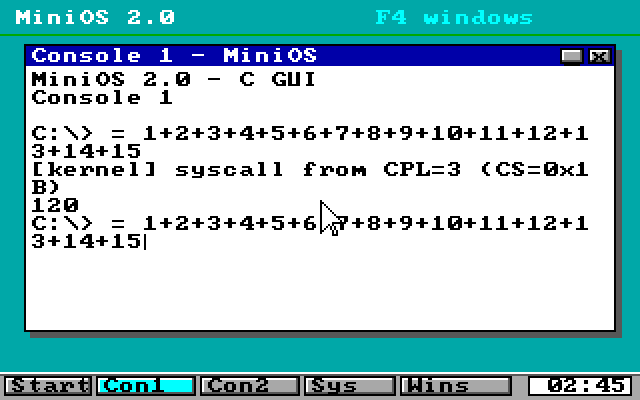 MiniOS 2.0 F4 windows
Console 1 - MiniOS
MiniOS 2.0 - C GUI
Console 1
C:\> = 1+2+3+4+5+6+7+8+9+10+11+12+1
3+14+15
[kernel] syscall from CPL=3 (CS=0x1
B)
120
C:\> = 1+2+3+4+5+6+7+8+9+10+11+12+1
3+14+15
Start Con1 Con2 Sys Wins 02:45